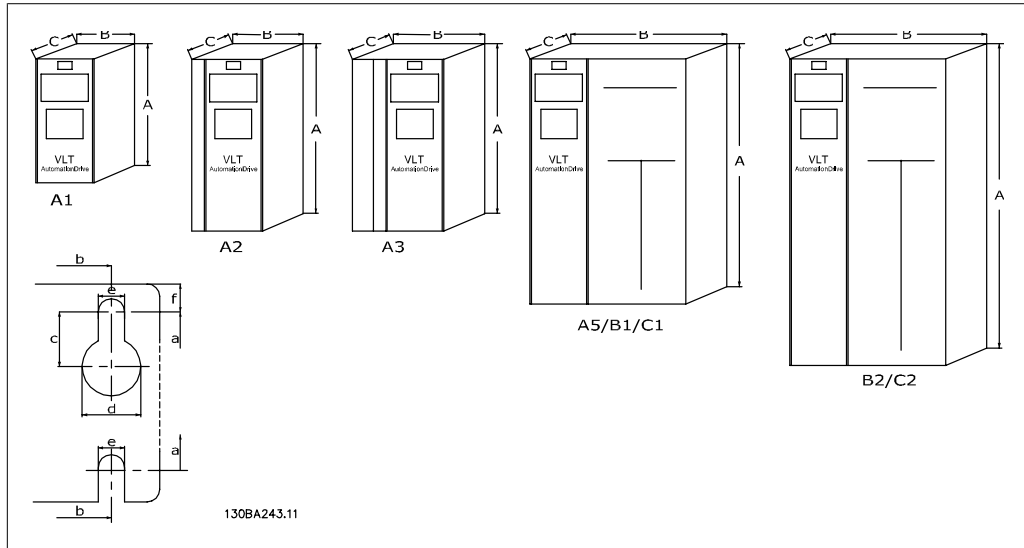 C B
A
VLT
AutomationDrive
A1
C B
A
VLT
AutomationDrive
A2
C B
A
VLT
AutomationDrive
A3
C B
A
VLT
AutomationDrive
A5/B1/C1
C B
A
VLT
AutomationDrive
B2/C2
b
e
f
c
a
d
e
a
b
130BA243.11